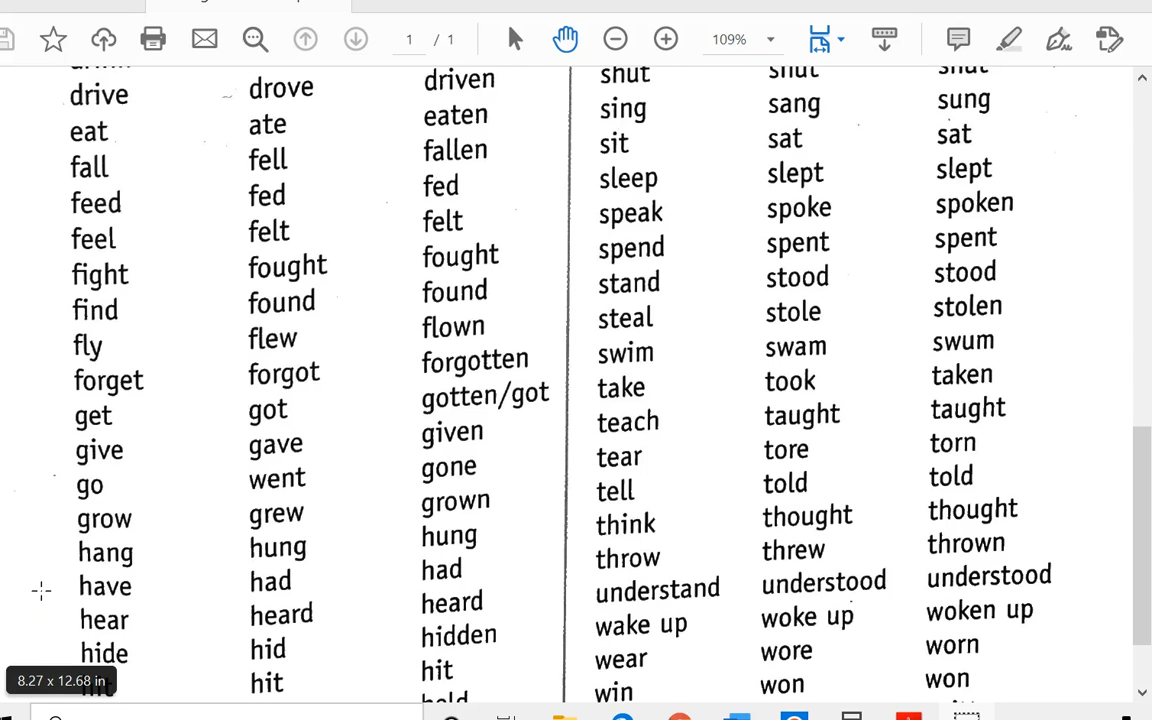 1 / 1 109%
drive drove driven
eat ate eaten
fall fell fallen
feed fed fed
feel felt felt
fight fought fought
find found found
fly flew flown
forget forgot forgotten
get got gotten/got
give gave given
go went gone
grow grew grown
hang hung hung
have had had
hear heard heard
hide hid hidden
hit hit hit
held
shut shut shut
sing sang sung
sit sat sat
sleep slept slept
speak spoke spoken
spend spent spent
stand stood stood
steal stole stolen
swim swam swum
take took taken
teach taught taught
tear tore torn
tell told told
think thought thought
throw threw thrown
understand understood understood
wake up woke up woken up
wear wore worn
win won won
8.27 x 12.68 in